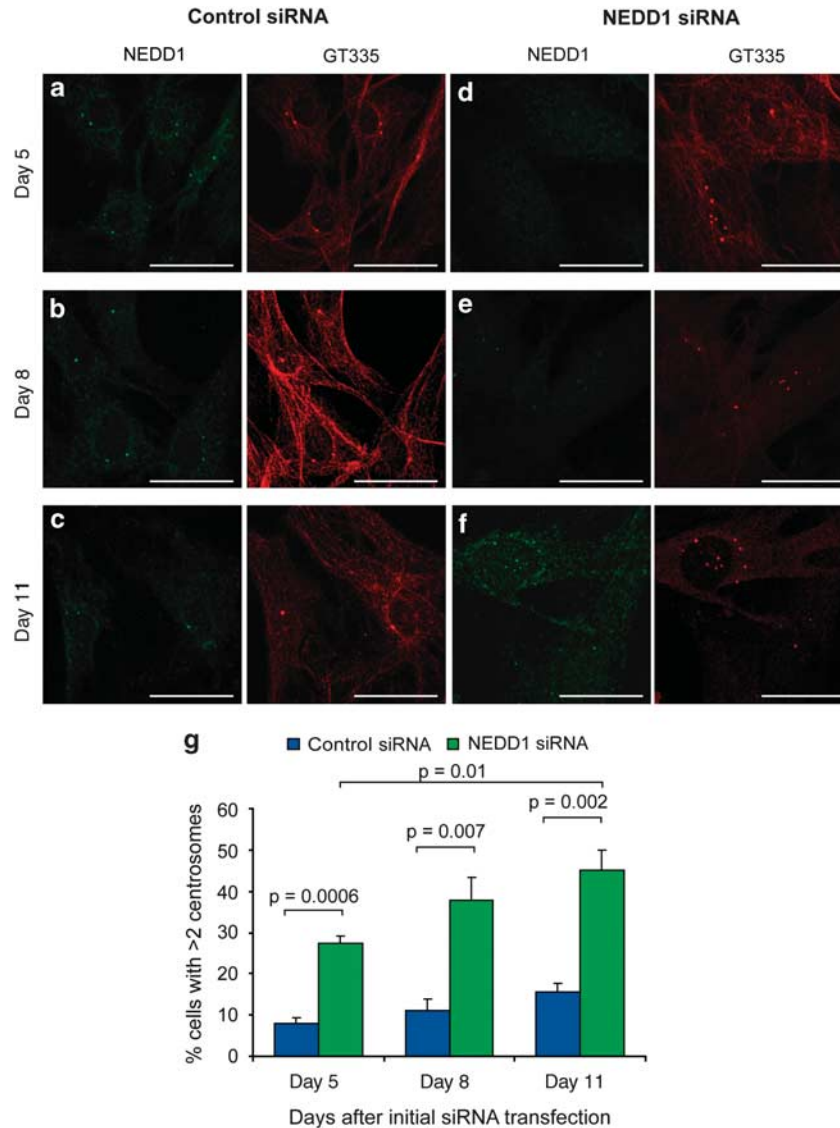 Control siRNA NEDD1 siRNA
NEDD1 GT335 NEDD1 GT335
a d
Day 5
b e
Day 8
c f
Day 11
g
Control siRNA NEDD1 siRNA
p = 0.01
p = 0.002
p = 0.007
p = 0.0006
% cells with >2 centrosomes
60
50
40
30
20
10
0
Day 5 Day 8 Day 11
Days after initial siRNA transfection